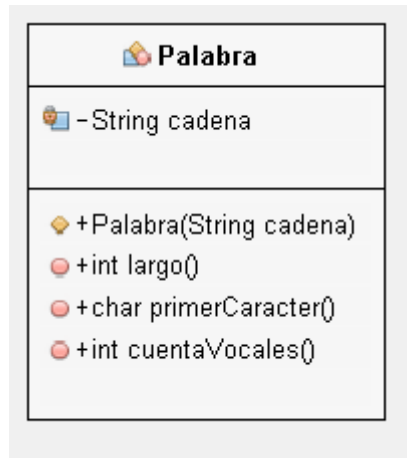 Palabra
-String cadena
+Palabra(String cadena)
+int largo()
+char primerCaracter()
+int cuentaVocales()